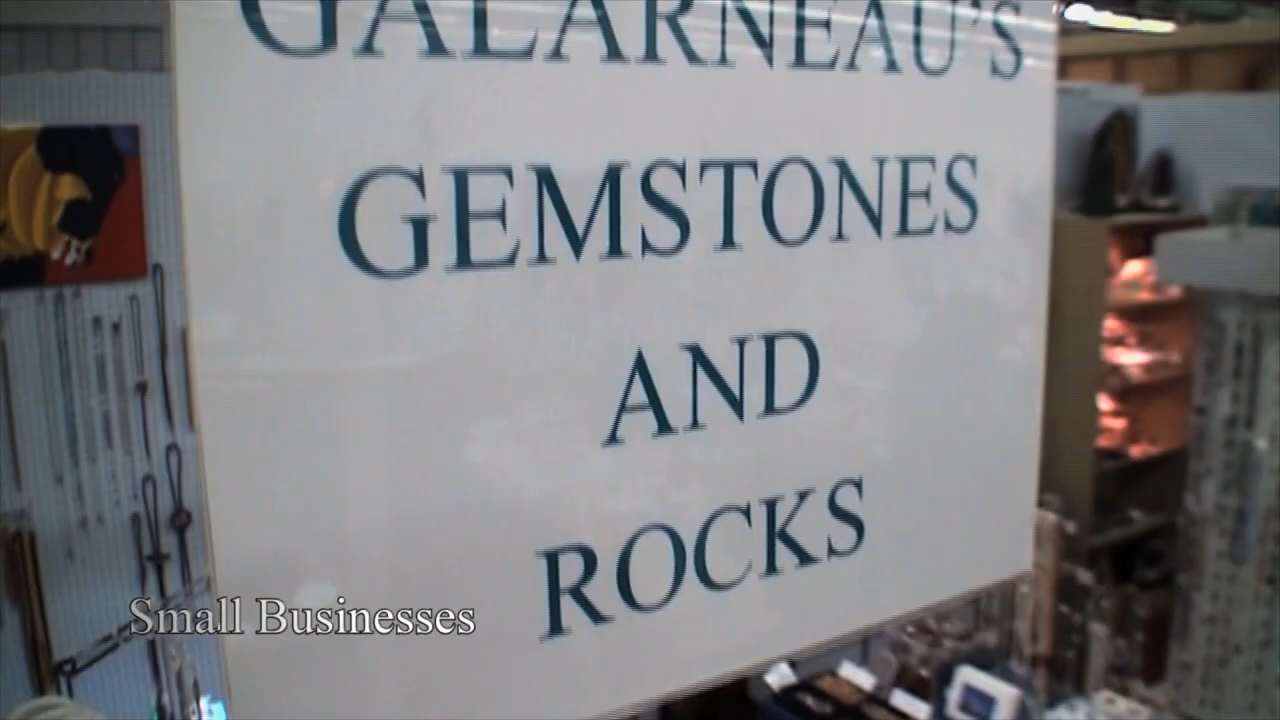 GALARNEAU'S
GEMSTONES
AND
ROCKS
Small Businesses